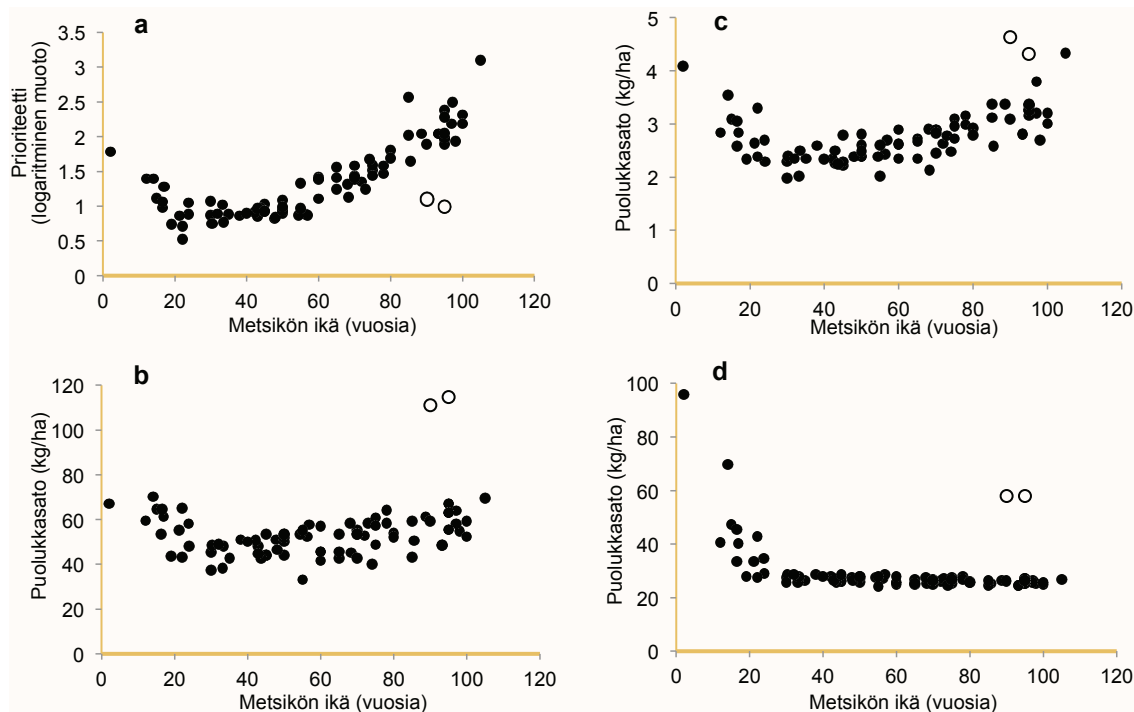 a
Prioriteetti
(logaritminen muoto)
3.5
3
2.5
2
1.5
1
0.5
0
0 20 40 60 80 100 120
Metsikön ikä (vuosia)
c
Puolukkasato (kg/ha)
5
4
3
2
1
0
0 20 40 60 80 100 120
Metsikön ikä (vuosia)
b
Puolukkasato (kg/ha)
120
100
80
60
40
20
0
0 20 40 60 80 100 120
Metsikön ikä (vuosia)
d
Puolukkasato (kg/ha)
100
80
60
40
20
0
0 20 40 60 80 100 120
Metsikön ikä (vuosia)